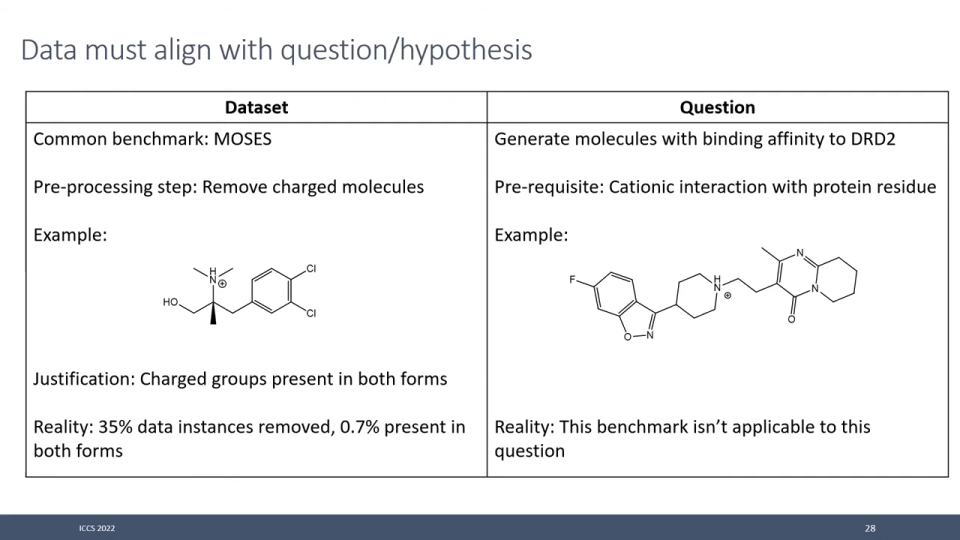 Data must align with question/hypothesis
Dataset
Common benchmark: MOSES
Pre-processing step: Remove charged molecules
Example:
H
N
⊕
HO
Cl
Cl
Justification: Charged groups present in both forms
Reality: 35% data instances removed, 0.7% present in
both forms
Question
Generate molecules with binding affinity to DRD2
Pre-requisite: Cationic interaction with protein residue
Example:
F
O
N
H
N
⊕
N
N
O
Reality: This benchmark isn’t applicable to this
question
ICCS 2022
28